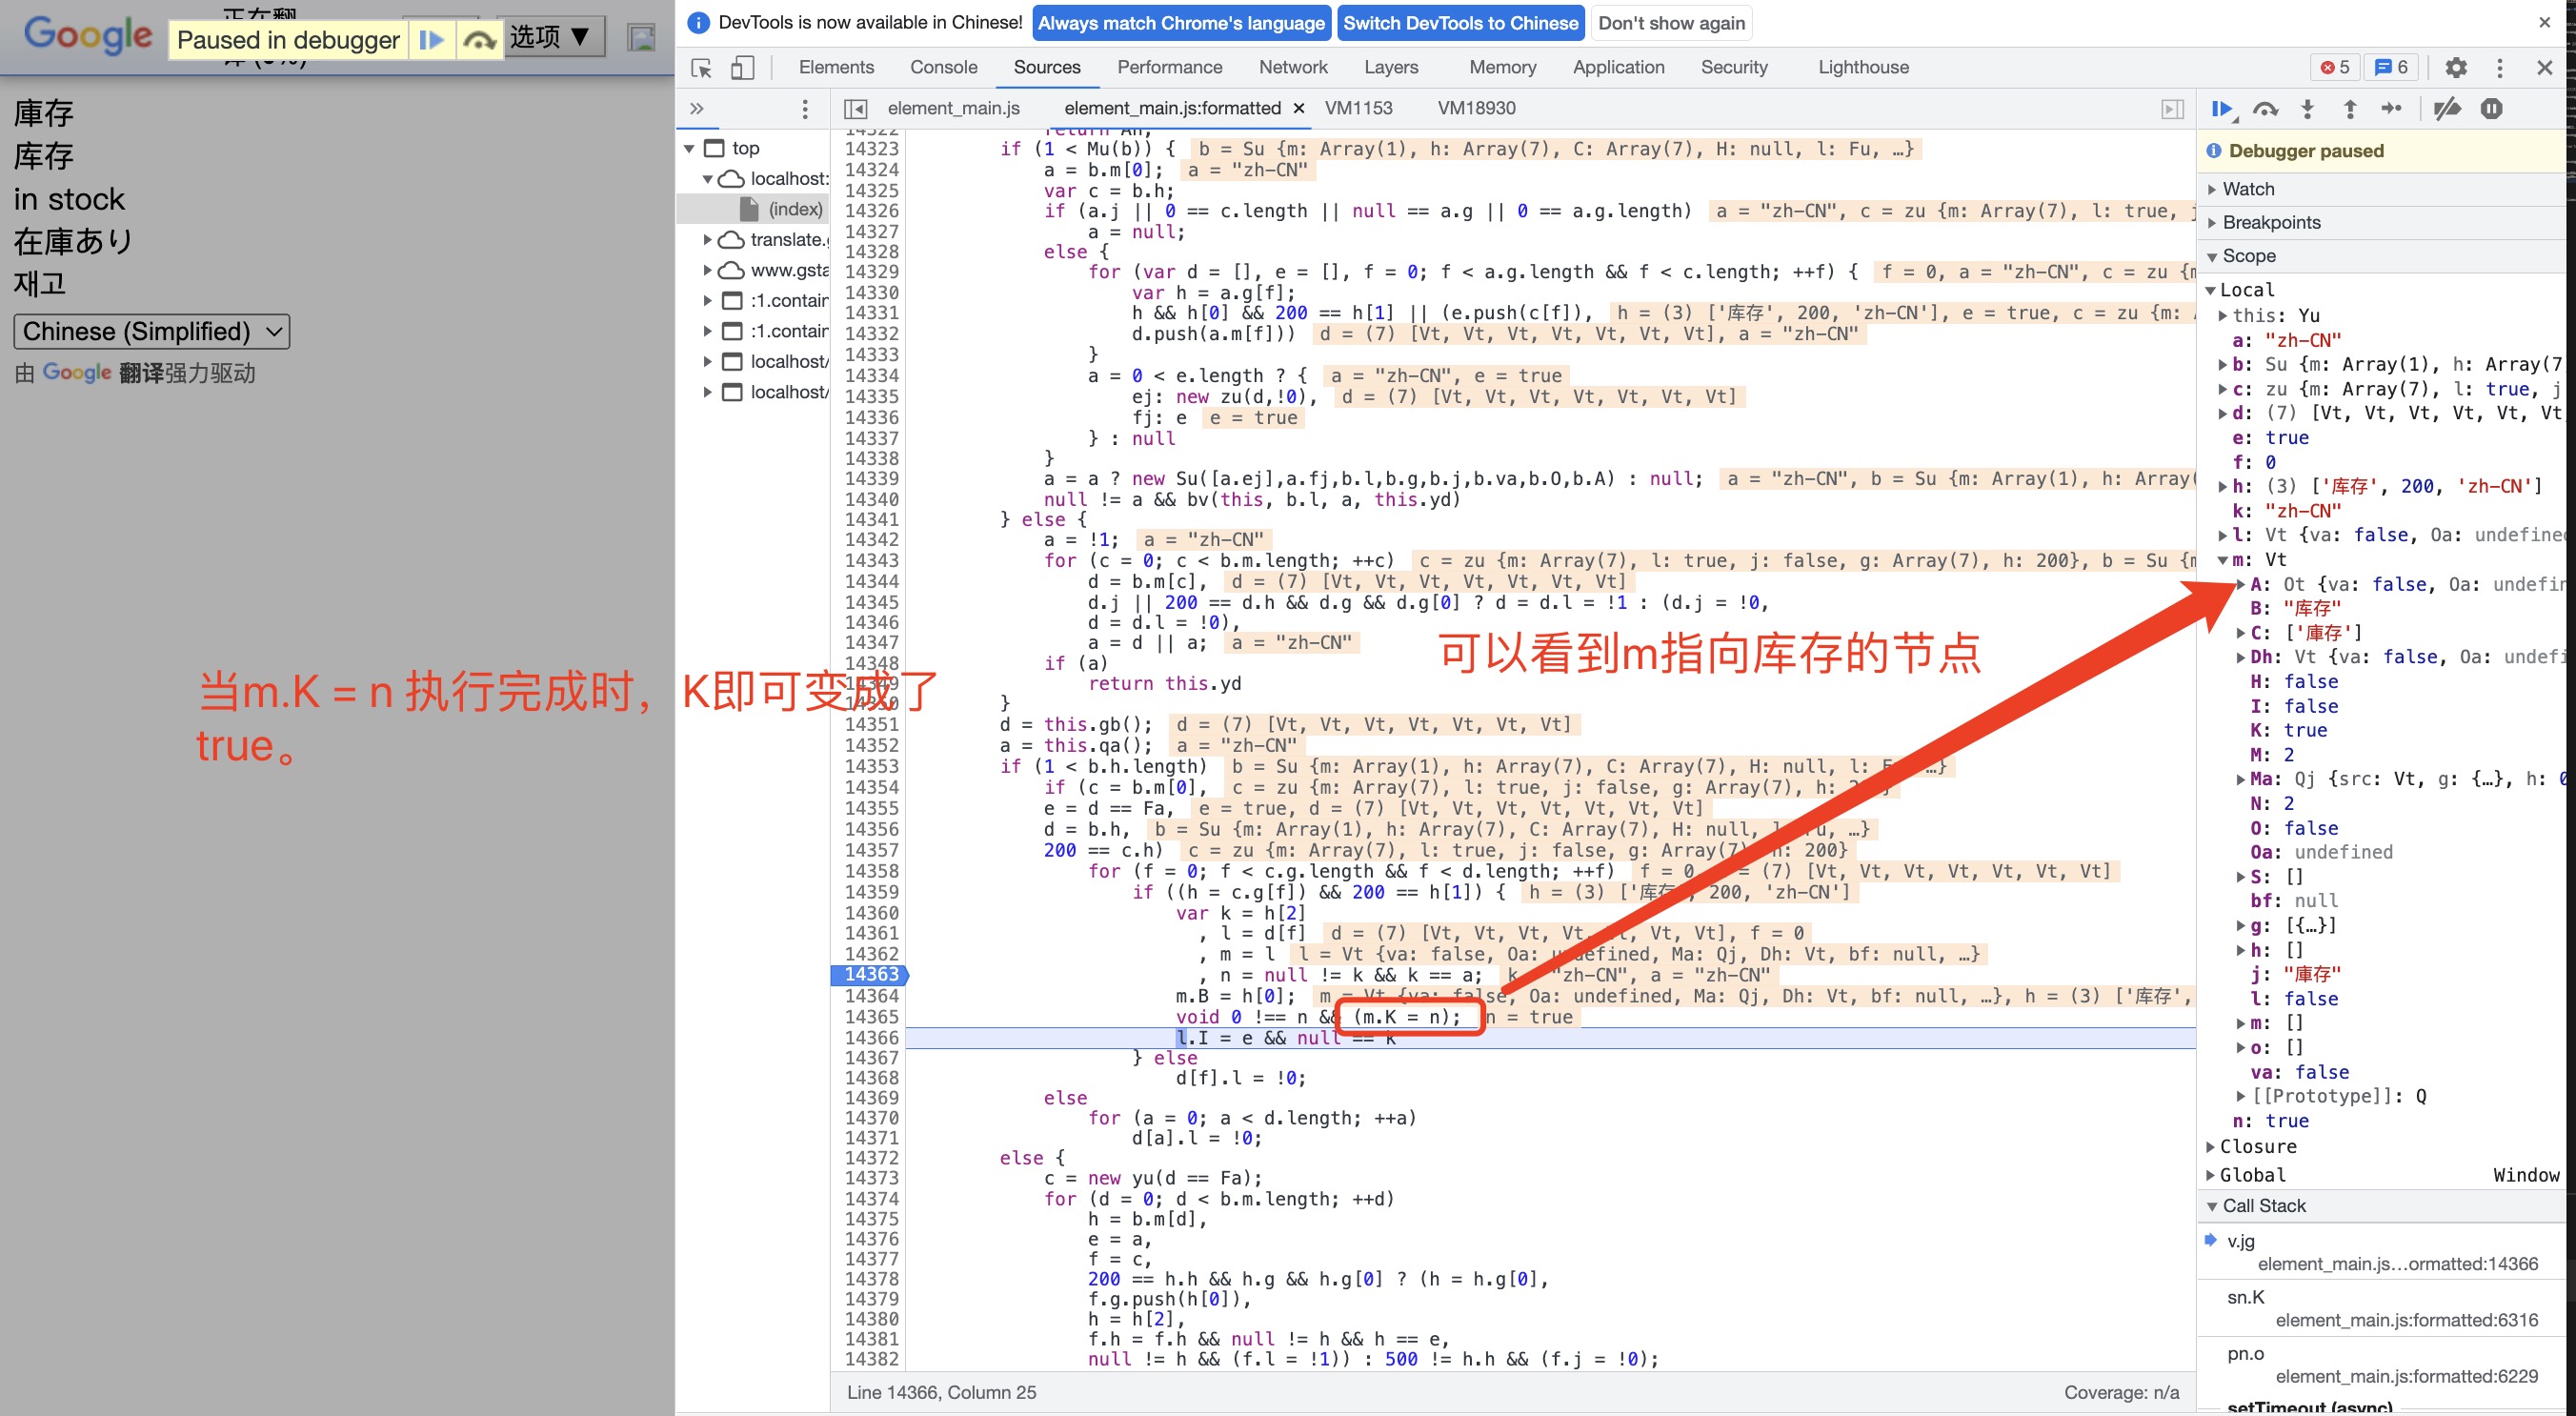 正在翻
Google
Paused in debugger
选项 ▼
译 (0%)
庫存
库存
in stock
在庫あり
재고
Chinese (Simplified)
由 Google 翻译强力驱动
当m.K = n 执行完成时，K即可变成了
true。
DevTools is now available in Chinese!
Always match Chrome's language
Switch DevTools to Chinese
Don't show again
×
Elements
Console
Sources
Performance
Network
Layers
Memory
Application
Security
Lighthouse
5
6
element_main.js
element_main.js:formatted ×
VM1153
VM18930
top
localhost:
(index)
translate.
www.gsta
:1.contain
:1.contain
localhost/
localhost/
14322 return An;
14323 if (1 < Mu(b)) { b = Su {m: Array(1), h: Array(7), C: Array(7), H: null, l: Fu, …}
14324 a = b.m[0]; a = "zh-CN"
14325 var c = b.h;
14326 if (a.j || 0 == c.length || null == a.g || 0 == a.g.length) a = "zh-CN", c = zu {m: Array(7), l: true, j
14327 a = null;
14328 else {
14329 for (var d = [], e = [], f = 0; f < a.g.length && f < c.length; ++f) { f = 0, a = "zh-CN", c = zu {m
14330 var h = a.g[f];
14331 h && h[0] && 200 == h[1] || (e.push(c[f]), h = (3) ['库存', 200, 'zh-CN'], e = true, c = zu {m:
14332 d.push(a.m[f])) d = (7) [Vt, Vt, Vt, Vt, Vt, Vt, Vt], a = "zh-CN"
14333 }
14334 a = 0 < e.length ? { a = "zh-CN", e = true
14335 ej: new zu(d,!0), d = (7) [Vt, Vt, Vt, Vt, Vt, Vt, Vt]
14336 fj: e e = true
14337 } : null
14338 }
14339 a = a ? new Su([a.ej],a.fj,b.l,b.g,b.j,b.va,b.O,b.A) : null; a = "zh-CN", b = Su {m: Array(1), h: Array(
14340 null != a && bv(this, b.l, a, this.yd)
14341 } else {
14342 a = !1; a = "zh-CN"
14343 for (c = 0; c < b.m.length; ++c) c = zu {m: Array(7), l: true, j: false, g: Array(7), h: 200}, b = Su {m
14344 d = b.m[c], d = (7) [Vt, Vt, Vt, Vt, Vt, Vt, Vt]
14345 d.j || 200 == d.h && d.g && d.g[0] ? d = d.l = !1 : (d.j = !0,
14346 d = d.l = !0),
14347 a = d || a; a = "zh-CN"
14348 if (a)
14349 return this.yd
14350 }
14351 d = this.gb(); d = (7) [Vt, Vt, Vt, Vt, Vt, Vt, Vt]
14352 a = this.qa(); a = "zh-CN"
14353 if (1 < b.h.length) b = Su {m: Array(1), h: Array(7), C: Array(7), H: null, l: F …}
14354 if (c = b.m[0], c = zu {m: Array(7), l: true, j: false, g: Array(7), h: 2
14355 e = d == Fa, e = true, d = (7) [Vt, Vt, Vt, Vt, Vt, Vt, Vt]
14356 d = b.h, b = Su {m: Array(1), h: Array(7), C: Array(7), H: null, l: Fu, …}
14357 200 == c.h) c = zu {m: Array(7), l: true, j: false, g: Array(7) h: 200}
14358 for (f = 0; f < c.g.length && f < d.length; ++f) f = 0 = (7) [Vt, Vt, Vt, Vt, Vt, Vt, Vt]
14359 if ((h = c.g[f]) && 200 == h[1]) { h = (3) ['库存', 200, 'zh-CN']
14360 var k = h[2]
14361 , l = d[f] d = (7) [Vt, Vt, Vt, Vt, Vt, Vt, Vt], f = 0
14362 , m = l l = Vt {va: false, Oa: undefined, Ma: Qj, Dh: Vt, bf: null, …}
14363 , n = null != k && k == a; k "zh-CN", a = "zh-CN"
14364 m.B = h[0]; m = Vt {va: false, Oa: undefined, Ma: Qj, Dh: Vt, bf: null, …}, h = (3) ['库存',
14365 void 0 !== n && (m.K = n); n = true
14366 l.I = e && null == k
14367 } else
14368 d[f].l = !0;
14369 else
14370 for (a = 0; a < d.length; ++a)
14371 d[a].l = !0;
14372 else {
14373 c = new yu(d == Fa);
14374 for (d = 0; d < b.m.length; ++d)
14375 h = b.m[d],
14376 e = a,
14377 f = c,
14378 200 == h.h && h.g && h.g[0] ? (h = h.g[0],
14379 f.g.push(h[0]),
14380 h = h[2],
14381 f.h = f.h && null != h && h == e,
14382 null != h && (f.l = !1)) : 500 != h.h && (f.j = !0);
可以看到m指向库存的节点
Line 14366, Column 25
Coverage: n/a
Debugger paused
Watch
Breakpoints
Scope
Local
this: Yu
a: "zh-CN"
b: Su {m: Array(1), h: Array(7
c: zu {m: Array(7), l: true, j
d: (7) [Vt, Vt, Vt, Vt, Vt
e: true
f: 0
h: (3) ['库存', 200, 'zh-CN']
k: "zh-CN"
l: Vt {va: false, Oa: undefined
m: Vt
A: Ot {va: false, Oa: undefin
B: "库存"
C: ['庫存']
Dh: Vt {va: false, Oa: undefi
H: false
I: false
K: true
M: 2
Ma: Qj {src: Vt, g: {…}, h: 0
N: 2
O: false
Oa: undefined
S: []
bf: null
g: [{…}]
h: []
j: "庫存"
l: false
m: []
o: []
va: false
[[Prototype]]: Q
n: true
Closure
Global Window
Call Stack
v.jg
element_main.js…ormatted:14366
sn.K
element_main.js:formatted:6316
pn.o
element_main.js:formatted:6229
setTimeout (async)